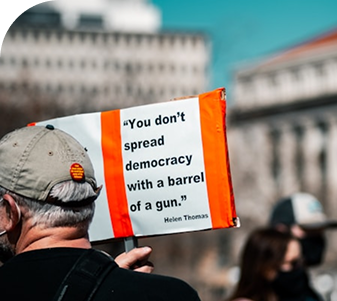 “You don’t
spread
democracy
with a barrel
of a gun.”
Helen Thomas